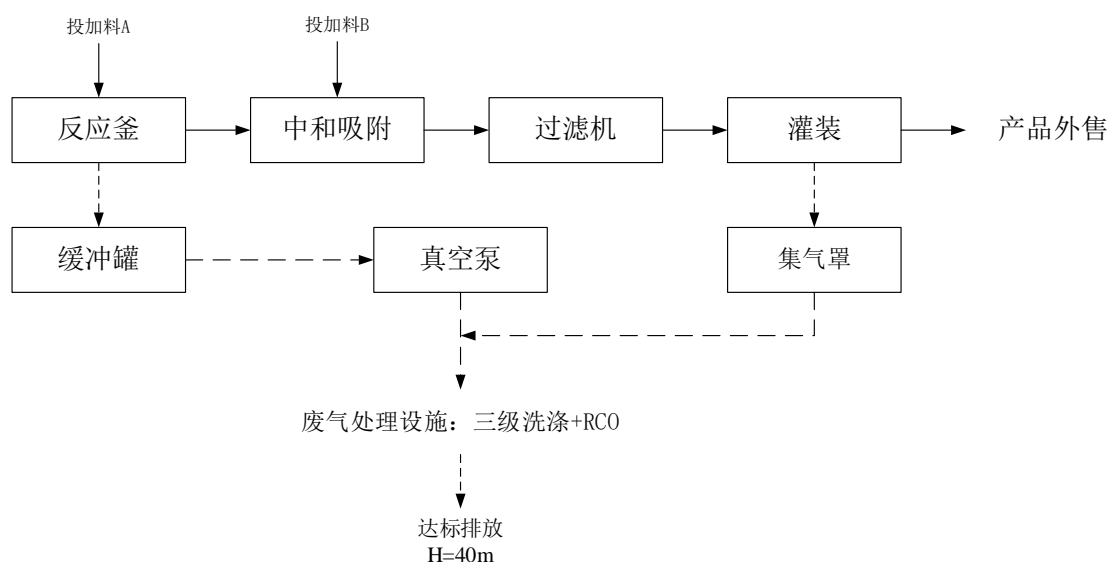 投加料A
投加料B
反应釜
中和吸附
过滤机
灌装
产品外售
缓冲罐
真空泵
集气罩
废气处理设施：三级洗涤+RCO
达标排放
H=40m